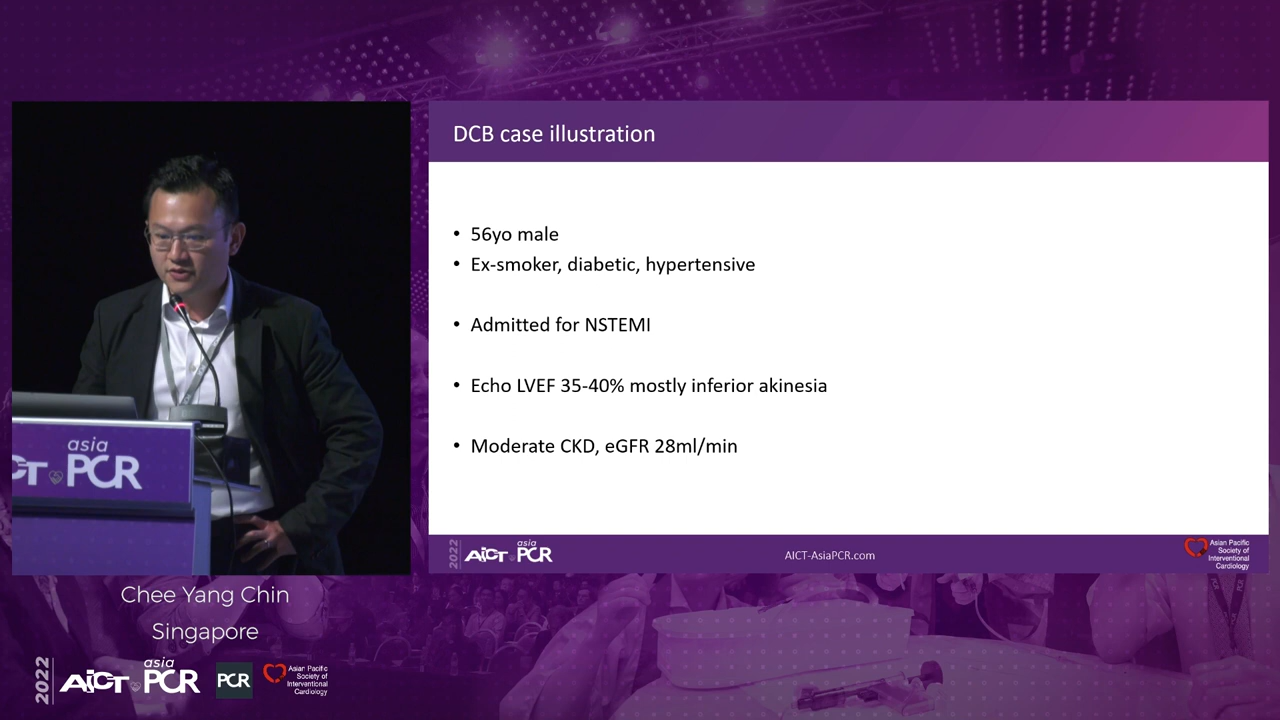 DCB case illustration
• 56yo male
• Ex-smoker, diabetic, hypertensive
• Admitted for NSTEMI
• Echo LVEF 35-40% mostly inferior akinesia
• Moderate CKD, eGFR 28ml/min
2022 AICT asia PCR
AICT-AsiaPCR.com
Asian Pacific
Society of
Interventional
Cardiology
asia
CT PCR
Chee Yang Chin
Singapore
2022 AICT asia PCR
PCR
Asian Pacific
Society of
Interventional
Cardiology